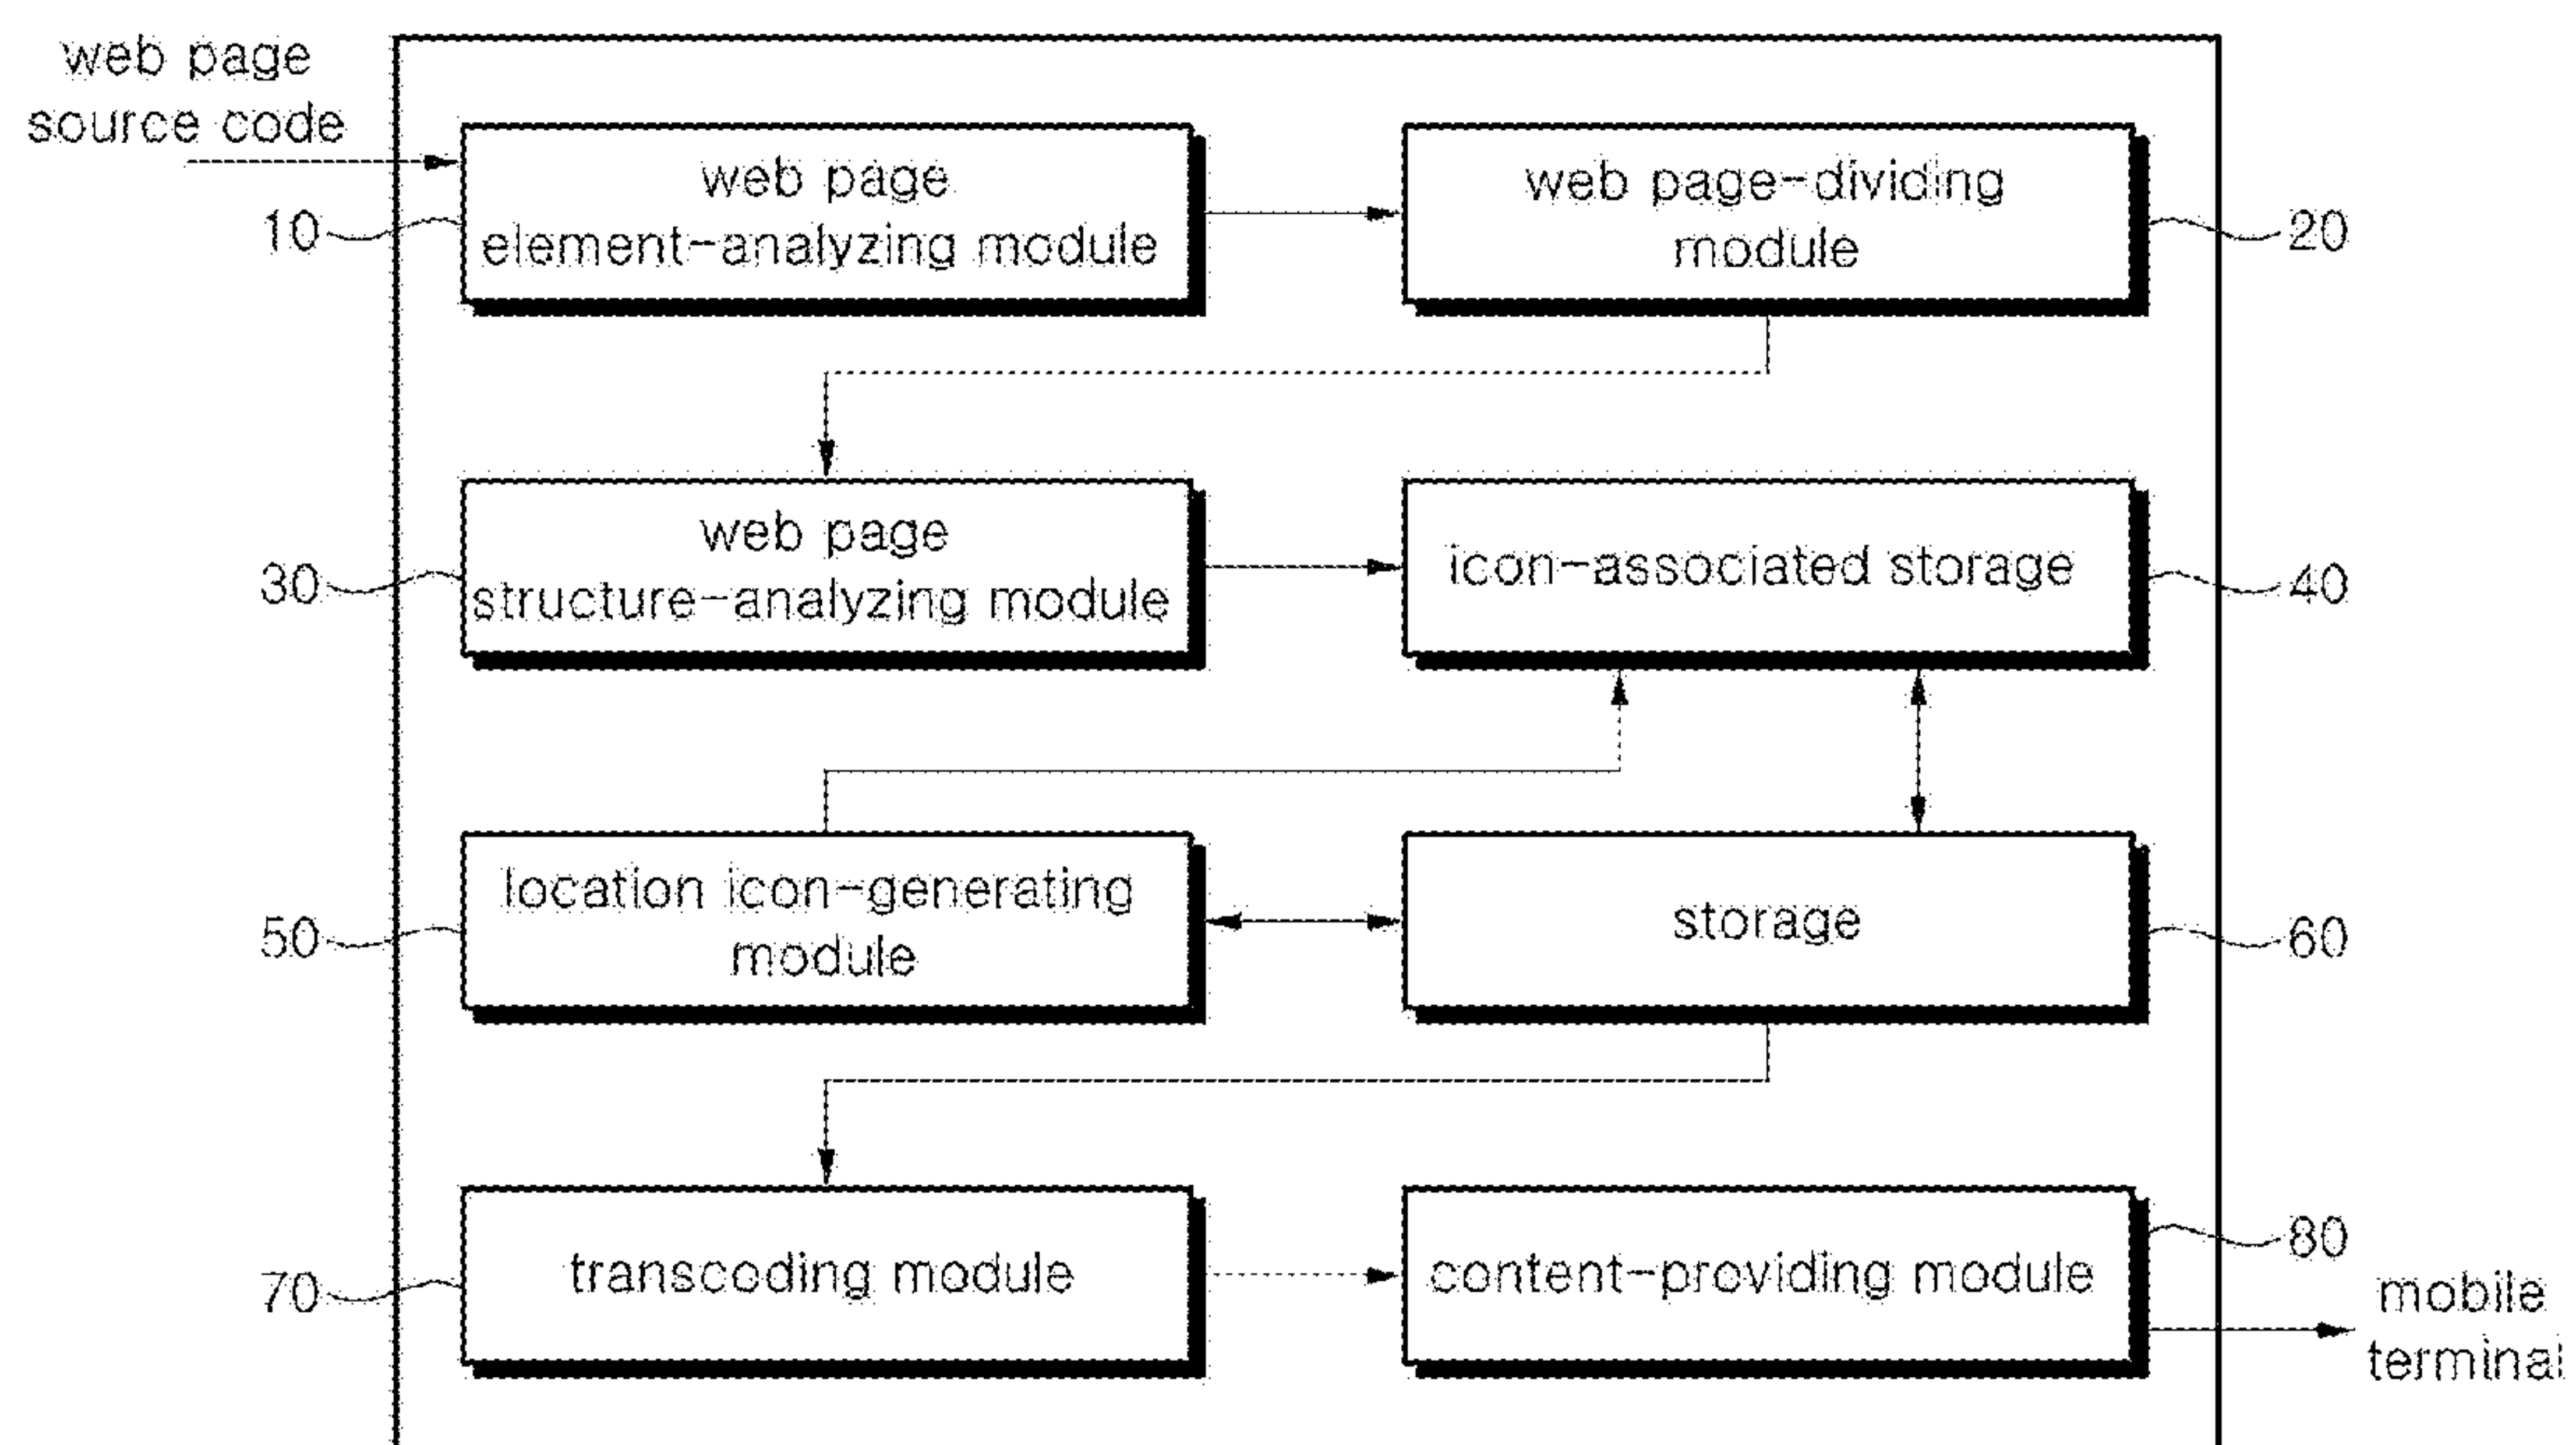 web page
source code
10
web page
element-analyzing module
web page-dividing
module
20
30
web page
structure-analyzing module
icon-associated storage
40
50
location icon-generating
module
storage
60
70
transcoding module
content-providing module
80
mobile
terminal